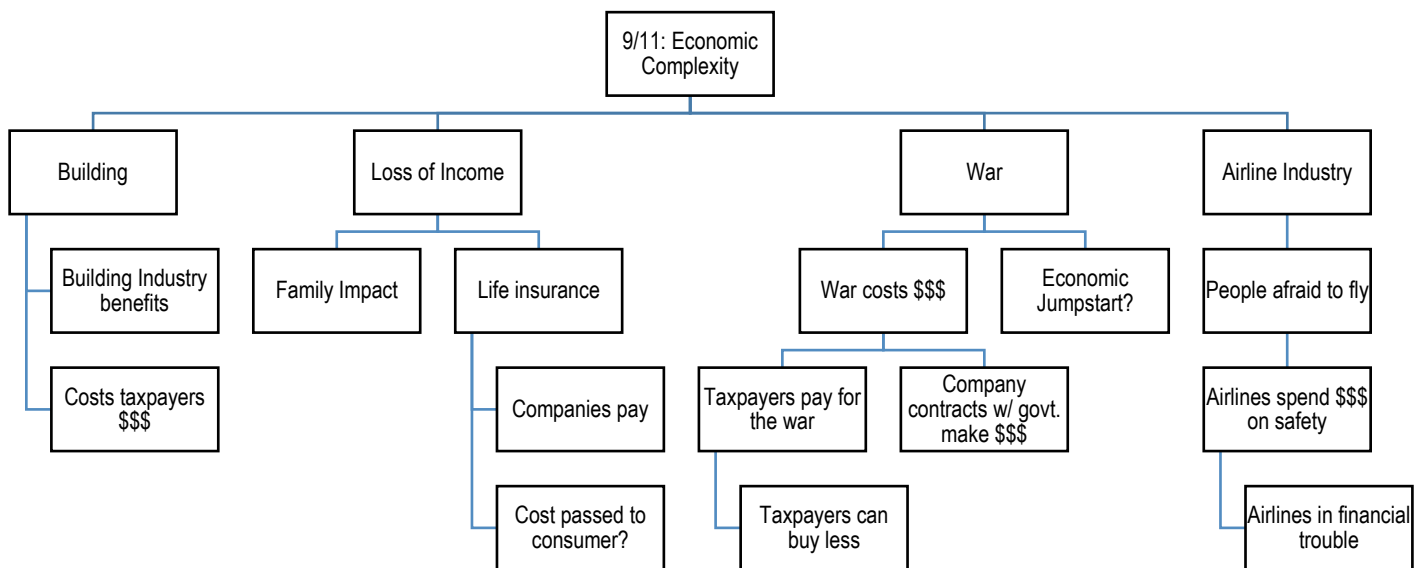 9/11: Economic
Complexity
Building
Loss of Income
War
Airline Industry
Building Industry
benefits
Family Impact
Life insurance
War costs $$$
Economic
Jumpstart?
People afraid to fly
Costs taxpayers
$$$
Companies pay
Taxpayers pay for
the war
Company
contracts w/ govt.
make $$$
Airlines spend $$$
on safety
Cost passed to
consumer?
Taxpayers can
buy less
Airlines in financial
trouble